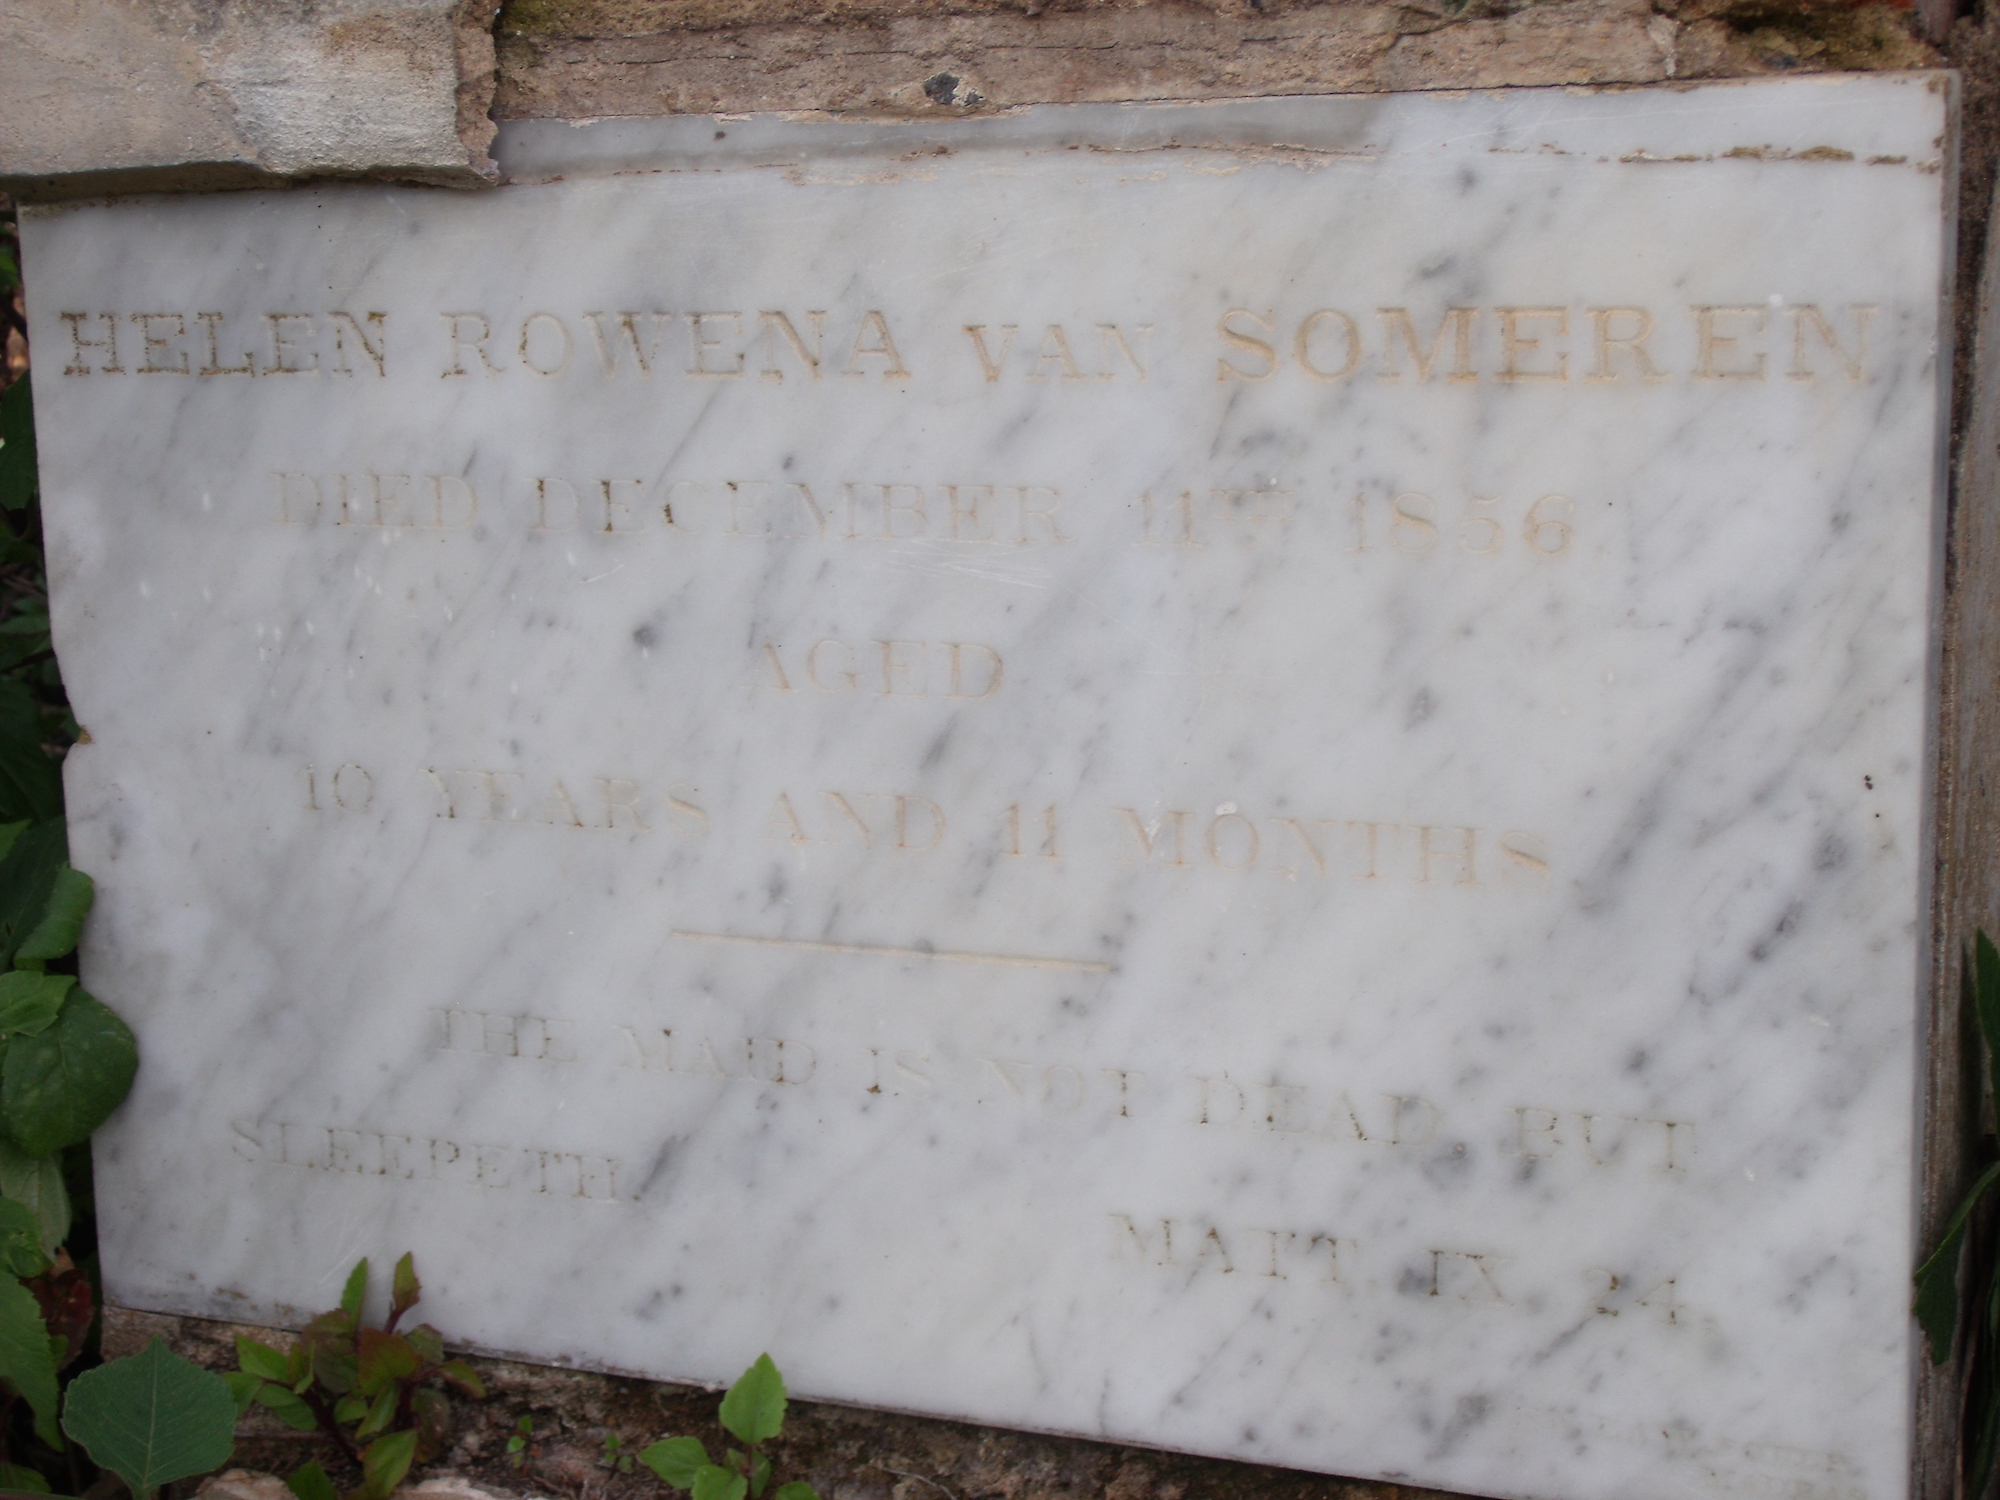 HELEN ROWENA VAN SOMEREN
DIED DECEMBER 11TH 1856.
AGED
10 YEARS AND 11 MONTHS
THE MAID IS NOT DEAD, BUT
SLEEPETH.
MATT. IX. 24.